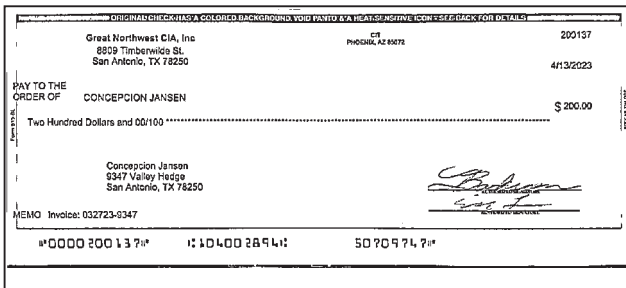 ORIGINAL CHECK HAS A COLORED BACKGROUND, VOID PANTO & A HEAT-SENSITIVE ICON - SEE BACK FOR DETAILS
Great Northwest CIA, Inc
8809 Timberwilde St.
San Antonio, TX 78250
CIT
PHOENIX, AZ 85072
200137
4/13/2023
PAY TO THE
ORDER OF CONCEPCION JANSEN
$ 200.00
Two Hundred Dollars and 00/100
Concepcion Jansen
9347 Valley Hedge
San Antonio, TX 78250
AUTHORIZED SIGNATURE
AUTHORIZED SIGNATURE
MEMO Invoice: 032723-9347
⑈0000200137⑈ ⑆104002894⑆ 50709747⑈